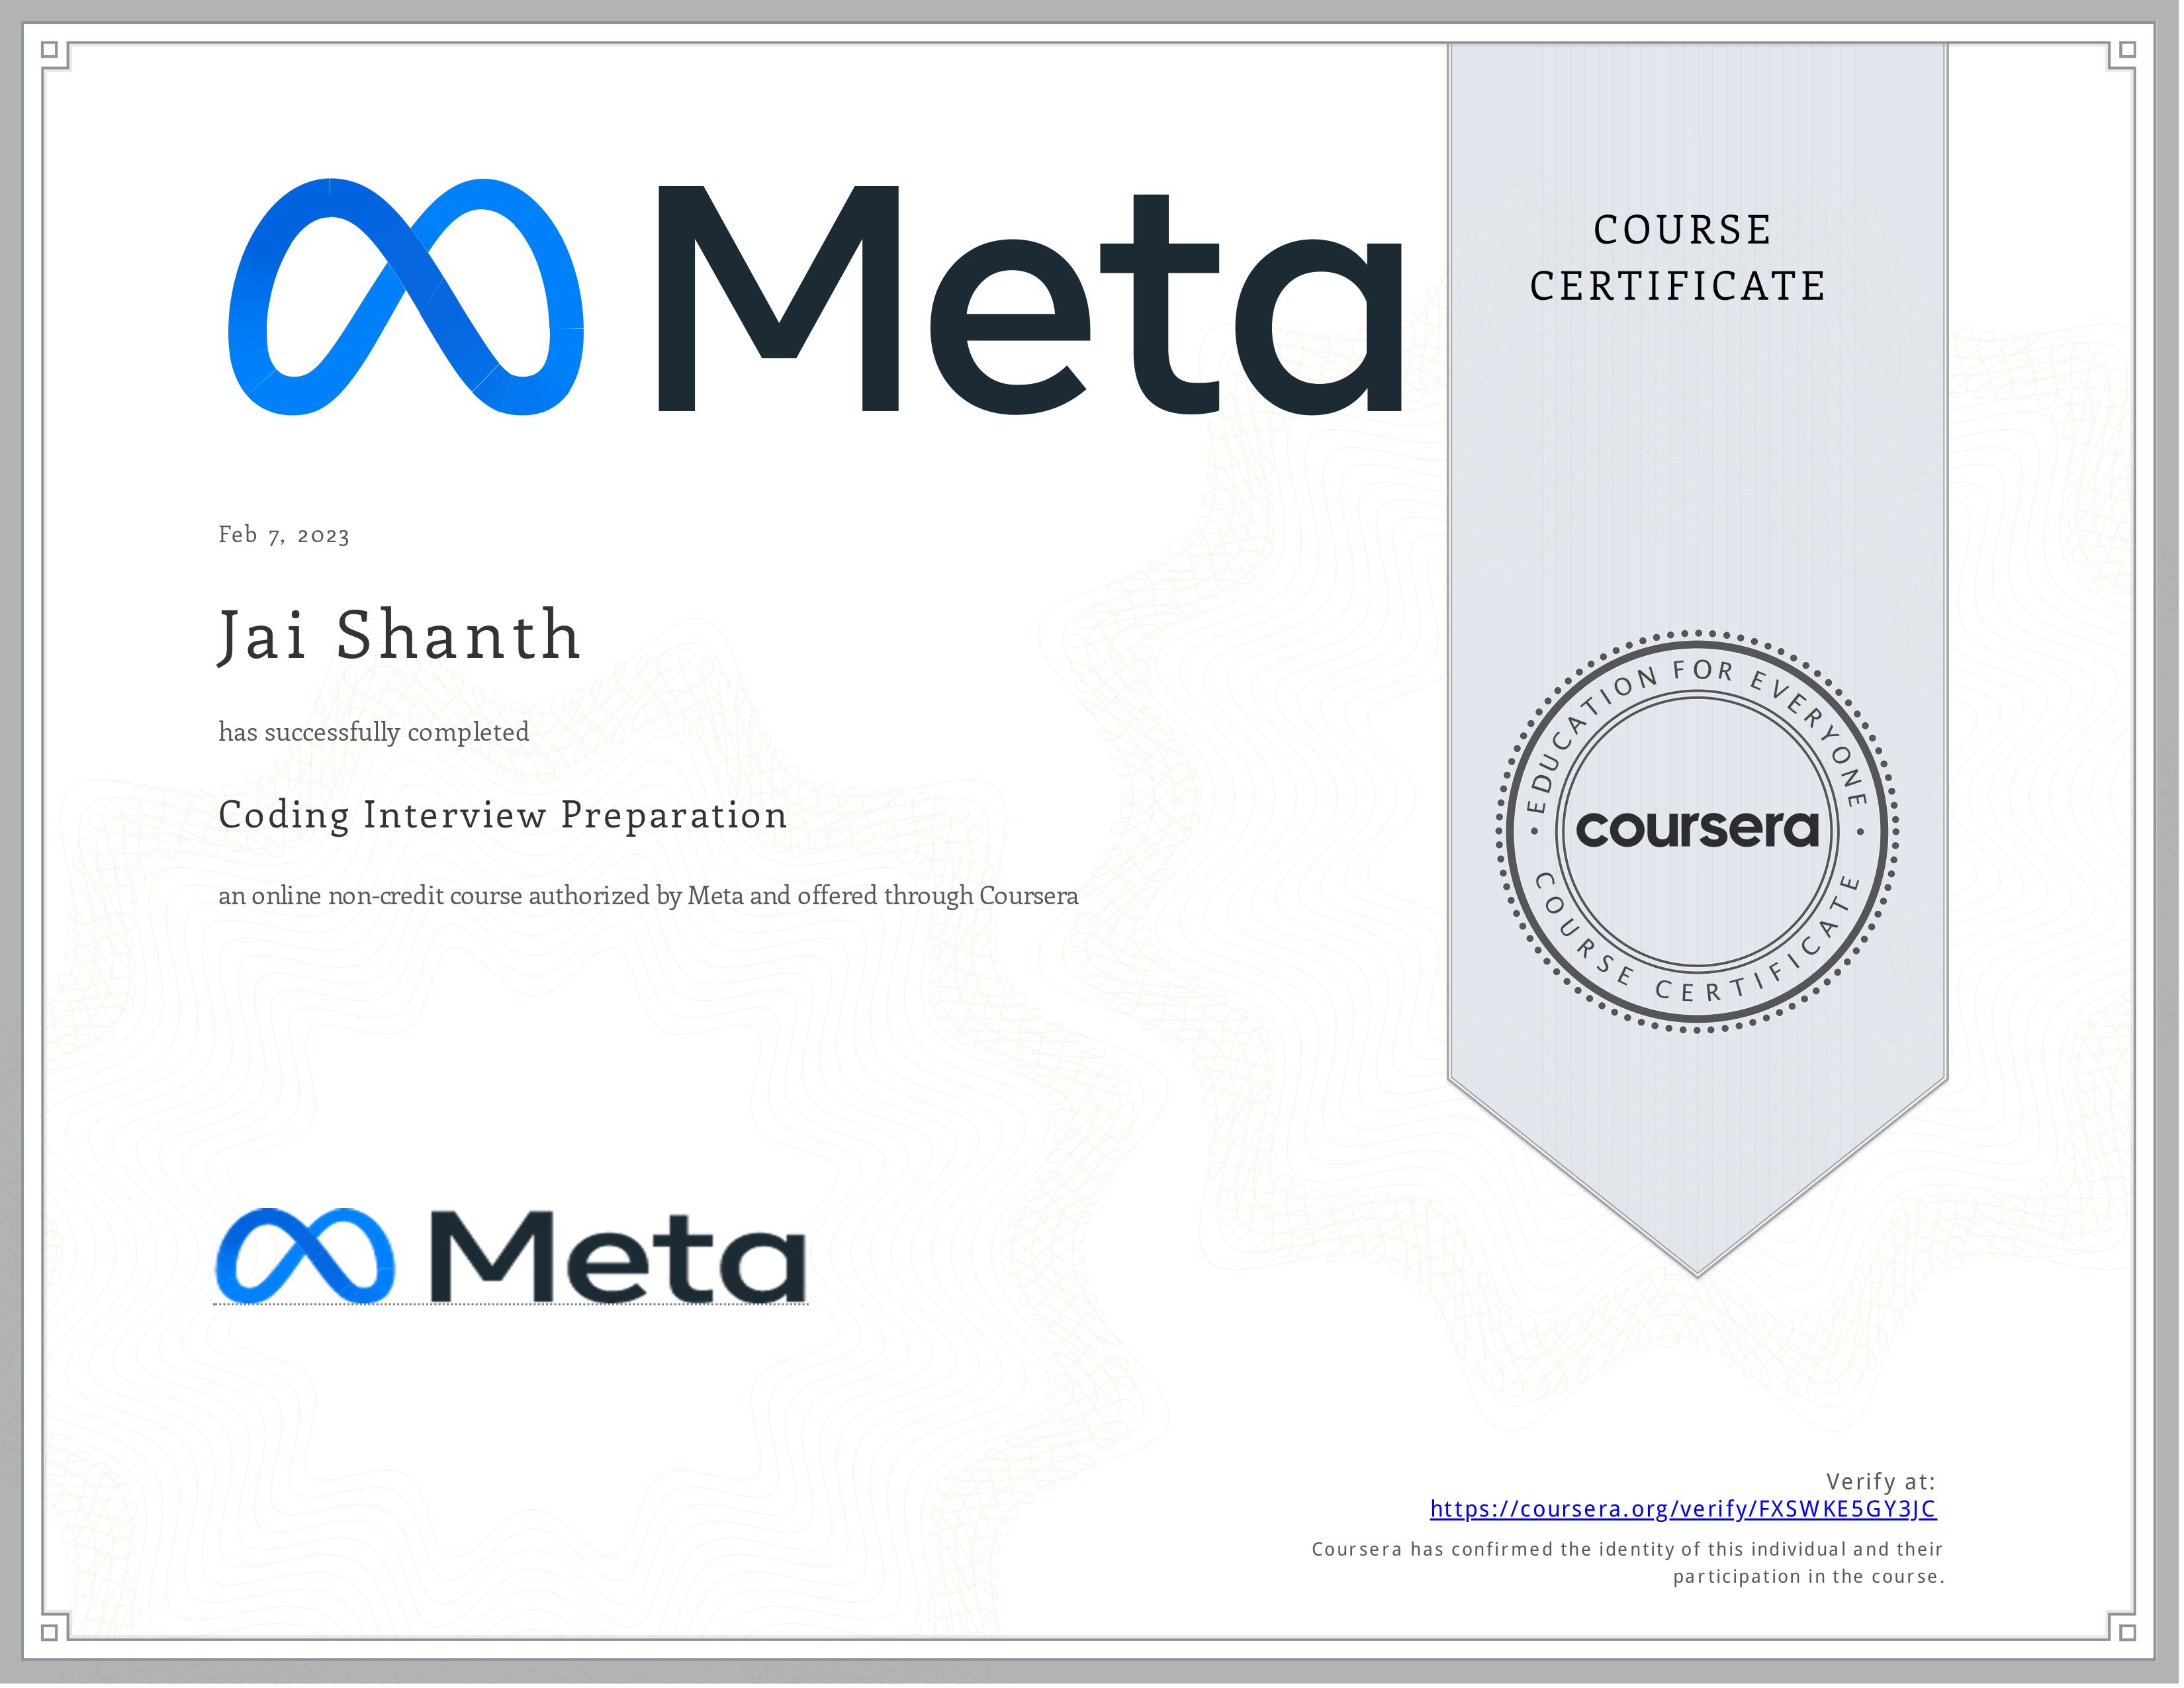 Meta
COURSE
CERTIFICATE
Feb 7, 2023
Jai Shanth
has successfully completed
Coding Interview Preparation
an online non-credit course authorized by Meta and offered through Coursera
EDUCATION FOR EVERYONE
coursera
COURSE CERTIFICATE
Meta
Verify at:
https://coursera.org/verify/FXSWKE5GY3JC
Coursera has confirmed the identity of this individual and their
participation in the course.